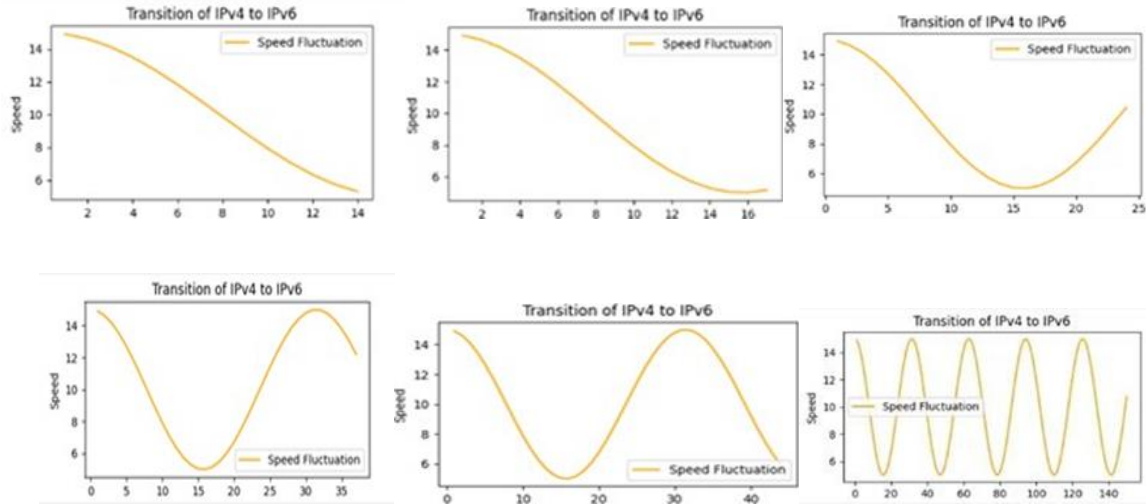 Transition of IPv4 to IPv6
Speed Fluctuation
Speed
14
12
10
8
6
2 4 6 8 10 12 14
Transition of IPv4 to IPv6
Speed Fluctuation
Speed
14
12
10
8
6
2 4 6 8 10 12 14 16
Transition of IPv4 to IPv6
Speed Fluctuation
Speed
14
12
10
8
6
0 5 10 15 20 25
Transition of IPv4 to IPv6
Speed Fluctuation
Speed
14
12
10
8
6
0 5 10 15 20 25 30 35
Transition of IPv4 to IPv6
Speed Fluctuation
Speed
14
12
10
8
6
0 10 20 30 40
Transition of IPv4 to IPv6
Speed Fluctuation
Speed
14
12
10
8
6
0 20 40 60 80 100 120 140